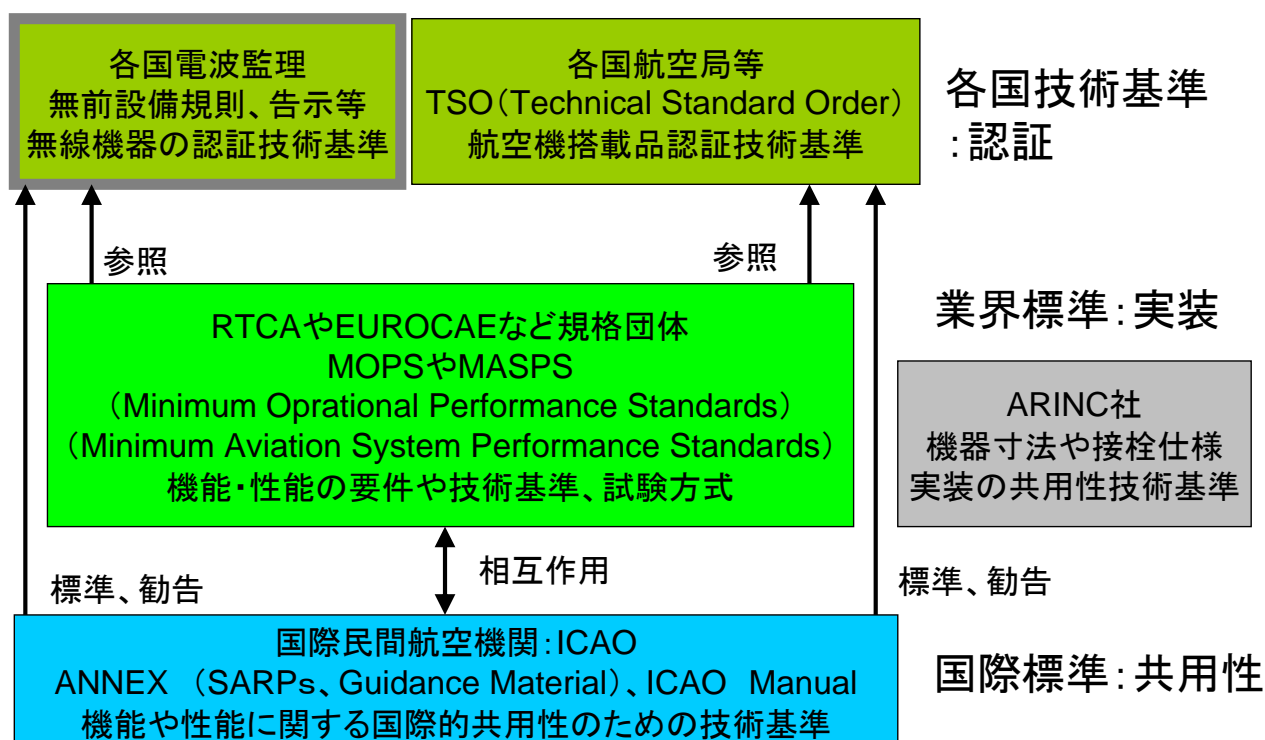 各国電波監理
無前設備規則、告示等
無線機器の認証技術基準
各国航空局等
TSO（Technical Standard Order）
航空機搭載品認証技術基準
各国技術基準
：認証
参照
参照
RTCAやEUROCAEなど規格団体
MOPSやMASPS
（Minimum Oprational Performance Standards）
（Minimum Aviation System Performance Standards）
機能・性能の要件や技術基準、試験方式
業界標準：実装
ARINC社
機器寸法や接栓仕様
実装の共用性技術基準
標準、勧告
相互作用
標準、勧告
国際民間航空機関：ICAO
ANNEX （SARPｓ、Guidance Material）、ICAO Manual
機能や性能に関する国際的共用性のための技術基準
国際標準：共用性